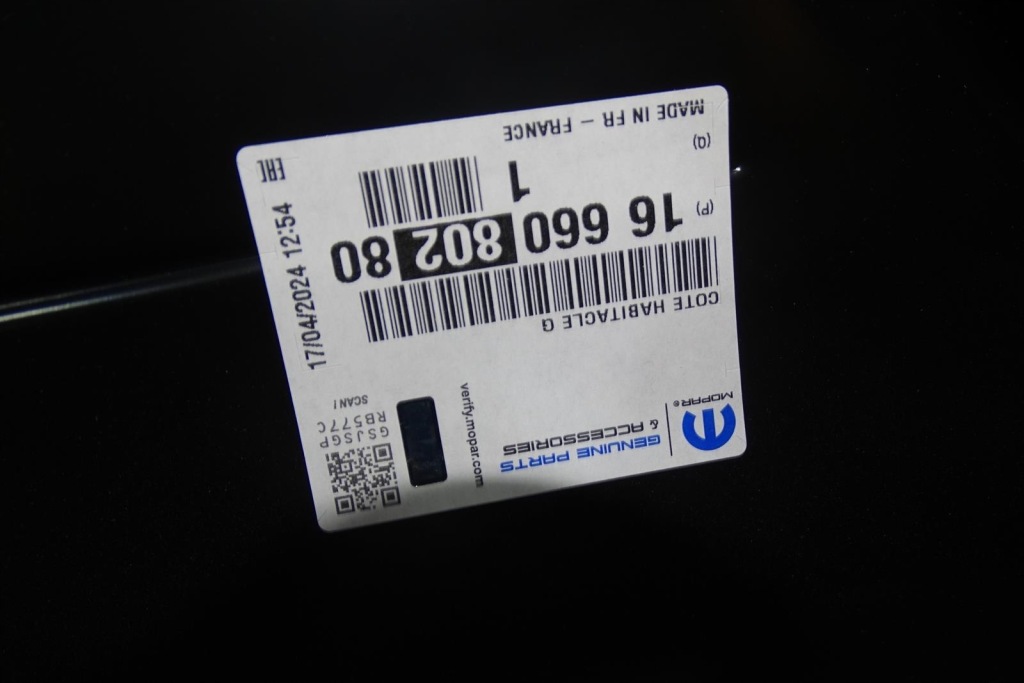 MOPAR®
GENUINE PARTS
& ACCESSORIES
verify.mopar.com
GSJSGP
RB577C
SCAN!
COTE HABITACLE G
(P) 16 660 802 80
(Q) 1
MADE IN FR - FRANCE
17/04/2024 12:54
EAC